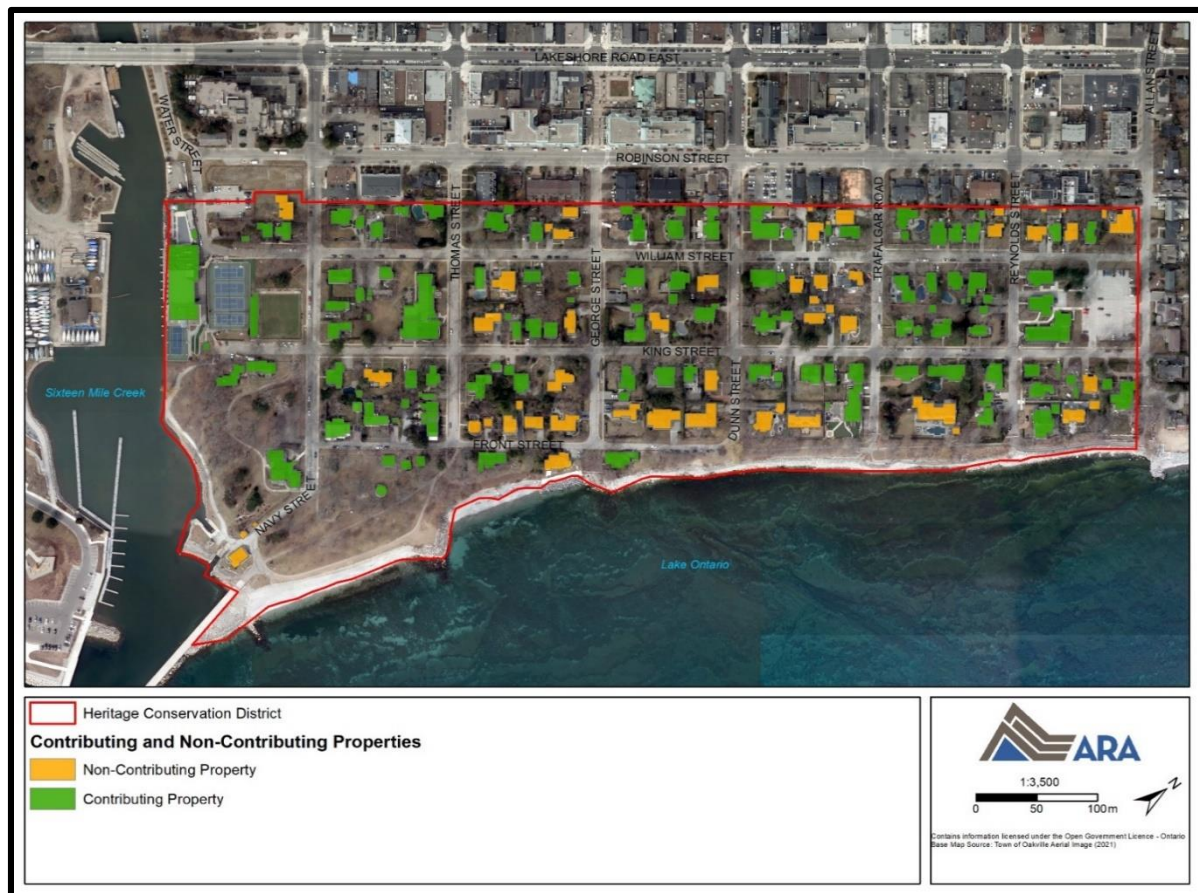 LAKESHORE ROAD EAST
ALLAN STREET
WATER STREET
ROBINSON STREET
THOMAS STREET
GEORGE STREET
TRAFALGAR ROAD
REYNOLDS STREET
WILLIAM STREET
KING STREET
DUNN STREET
Sixteen Mile Creek
FRONT STREET
NAVY STREET
Lake Ontario
Heritage Conservation District
Contributing and Non-Contributing Properties
Non-Contributing Property
Contributing Property
ARA
1:3,500
0 50 100m
N
Contains information licensed under the Open Government Licence - Ontario
Base Map Source: Town of Oakville Aerial Image (2021)